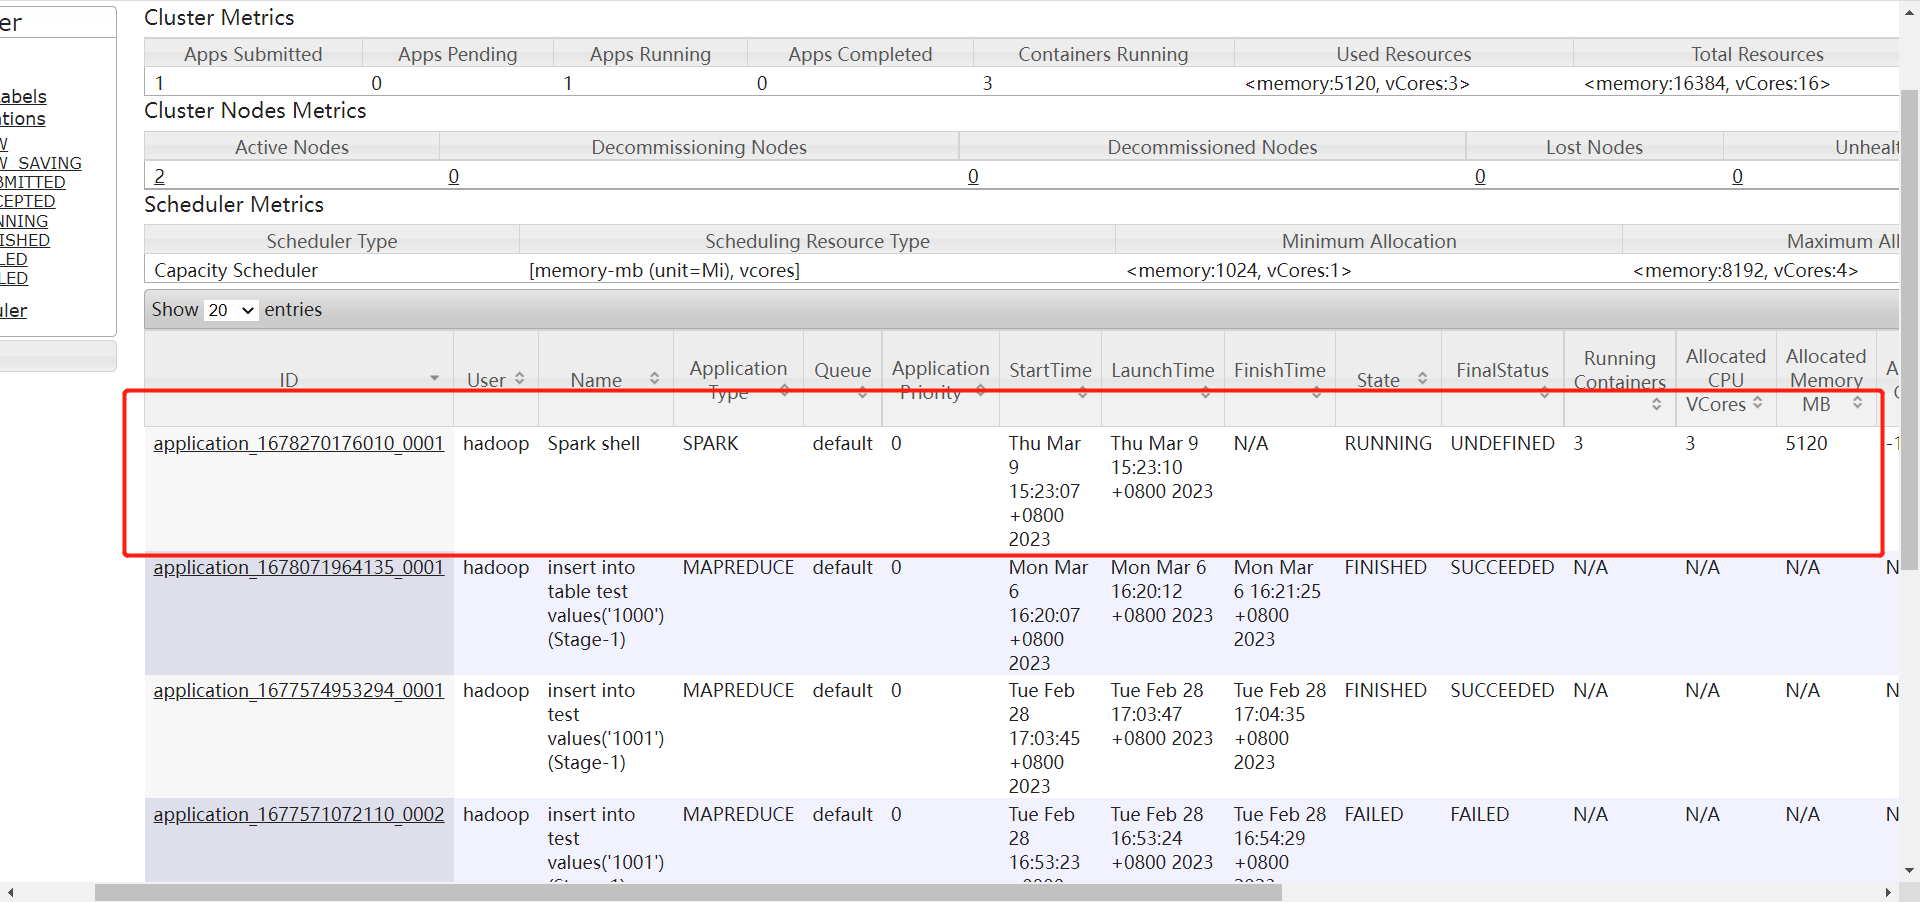 er
abels
tions
W
W_SAVING
BMITTED
CEPTED
NNING
ISHED
LED
LED
uler
Cluster Metrics
Apps Submitted Apps Pending Apps Running Apps Completed Containers Running Used Resources Total Resources
1 0 1 0 3 <memory:5120, vCores:3> <memory:16384, vCores:16>
Cluster Nodes Metrics
Active Nodes Decommissioning Nodes Decommissioned Nodes Lost Nodes Unhealt
2 0 0 0 0
Scheduler Metrics
Scheduler Type Scheduling Resource Type Minimum Allocation Maximum All
Capacity Scheduler [memory-mb (unit=Mi), vcores] <memory:1024, vCores:1> <memory:8192, vCores:4>
Show 20 entries
ID User Name Application Type Queue Application Priority StartTime LaunchTime FinishTime State FinalStatus Running Containers Allocated CPU VCores Allocated Memory MB A
application_1678270176010_0001 hadoop Spark shell SPARK default 0 Thu Mar 9 15:23:07 +0800 2023 Thu Mar 9 15:23:10 +0800 2023 N/A RUNNING UNDEFINED 3 3 5120 -1
application_1678071964135_0001 hadoop insert into table test values('1000') (Stage-1) MAPREDUCE default 0 Mon Mar 6 16:20:07 +0800 2023 Mon Mar 6 16:20:12 +0800 2023 Mon Mar 6 16:21:25 +0800 2023 FINISHED SUCCEEDED N/A N/A N/A N
application_1677574953294_0001 hadoop insert into test values('1001') (Stage-1) MAPREDUCE default 0 Tue Feb 28 17:03:45 +0800 2023 Tue Feb 28 17:03:47 +0800 2023 Tue Feb 28 17:04:35 +0800 2023 FINISHED SUCCEEDED N/A N/A N/A N
application_1677571072110_0002 hadoop insert into test values('1001') MAPREDUCE default 0 Tue Feb 28 16:53:23 Tue Feb 28 16:53:24 +0800 2023 Tue Feb 28 16:54:29 +0800 FAILED FAILED N/A N/A N/A N